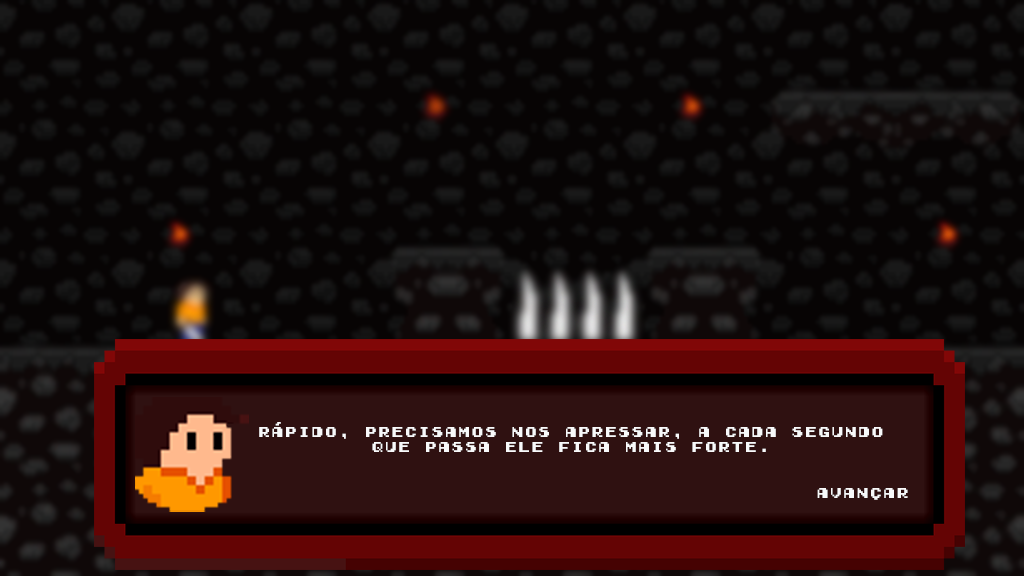 RÁPIDO, PRECISAMOS NOS APRESSAR, A CADA SEGUNDO
QUE PASSA ELE FICA MAIS FORTE.
AVANÇAR